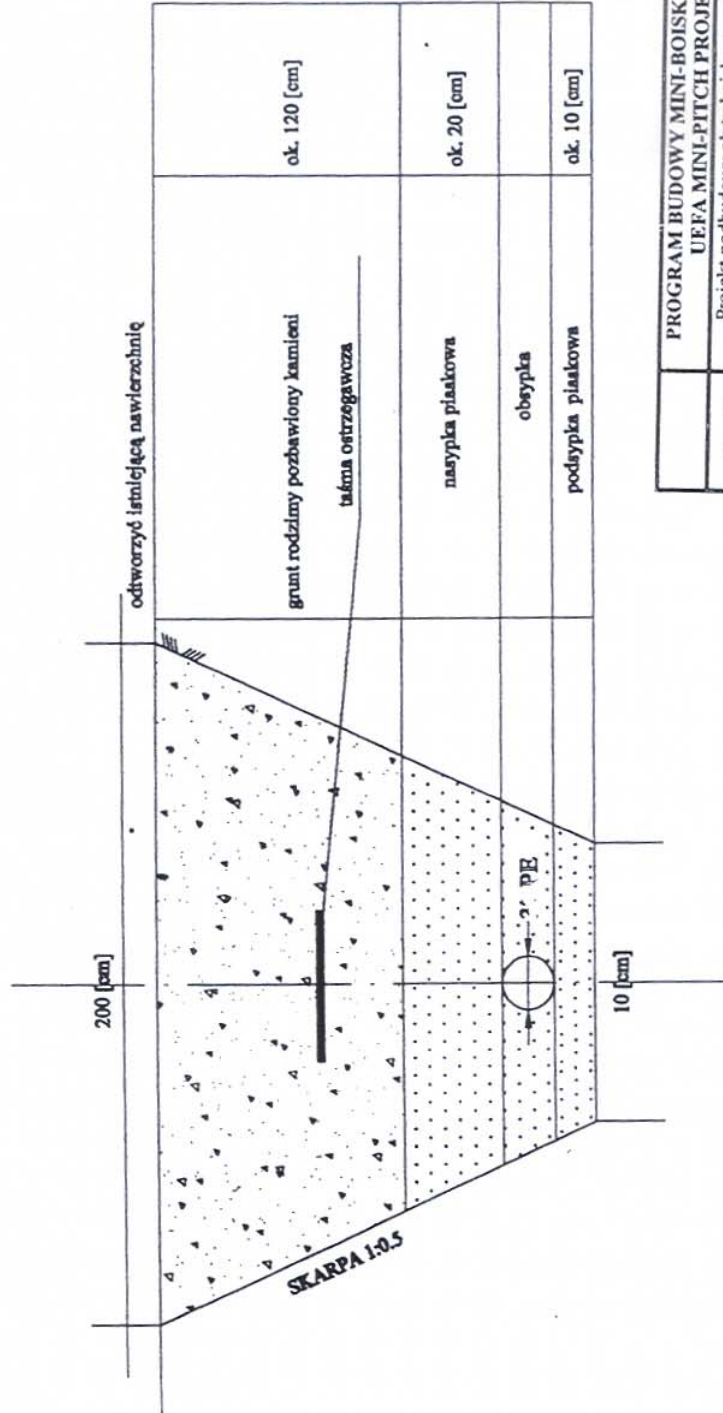 odtworzyć istniejącą nawierzchnię
200 [cm]
grunt rodzimy pozbawiony kamieni
ok. 120 [cm]
taśma ostrzegawcza
SKARPA 1:0.5
nasypka piaskowa
ok. 20 [cm]
PE
obsypka
podsypka piaskowa
ok. 10 [cm]
10 [cm]
PROGRAM BUDOWY MINI-BOISK
UEFA MINI-PITCH PROJE